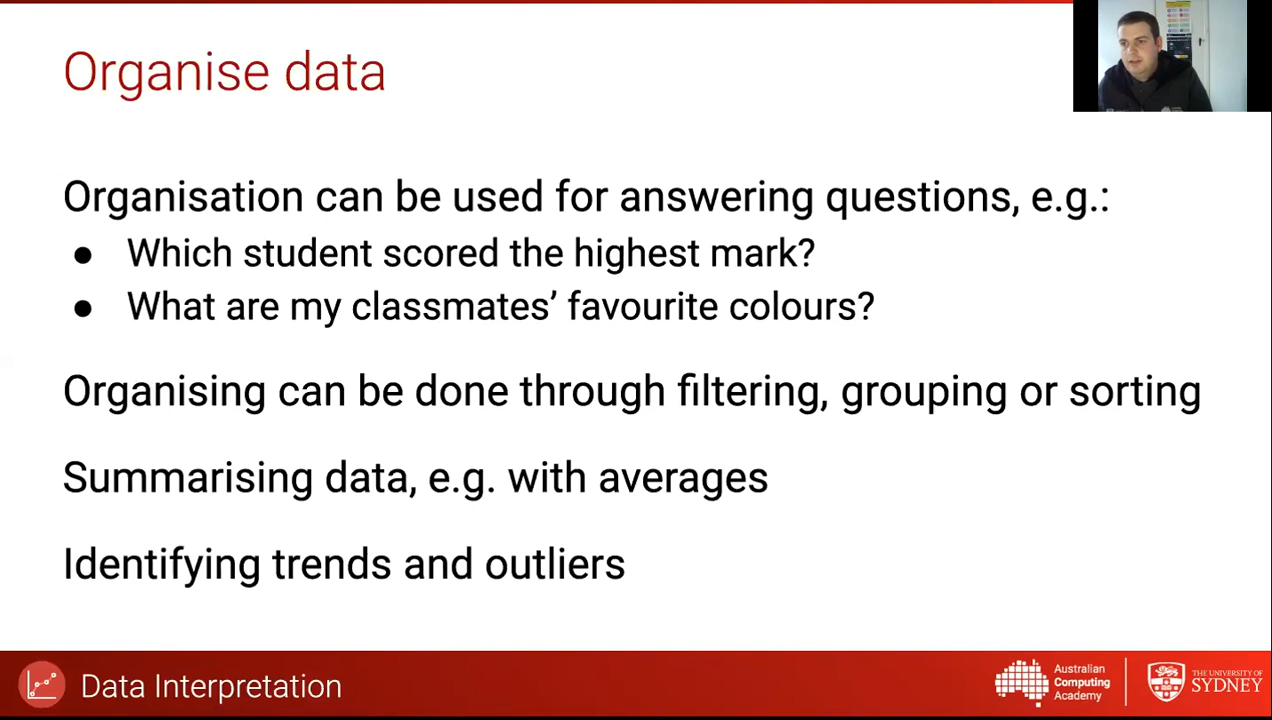 Organise data
Organisation can be used for answering questions, e.g.:
● Which student scored the highest mark?
● What are my classmates’ favourite colours?
Organising can be done through filtering, grouping or sorting
Summarising data, e.g. with averages
Identifying trends and outliers
Data Interpretation
Australian
Computing
Academy
THE UNIVERSITY OF
SYDNEY